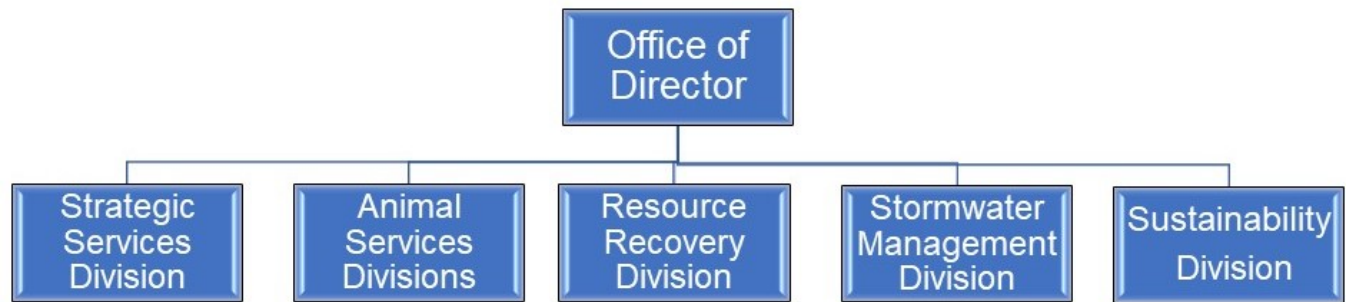 Office of
Director
Strategic
Services
Division
Animal
Services
Divisions
Resource
Recovery
Division
Stormwater
Management
Division
Sustainability
Division